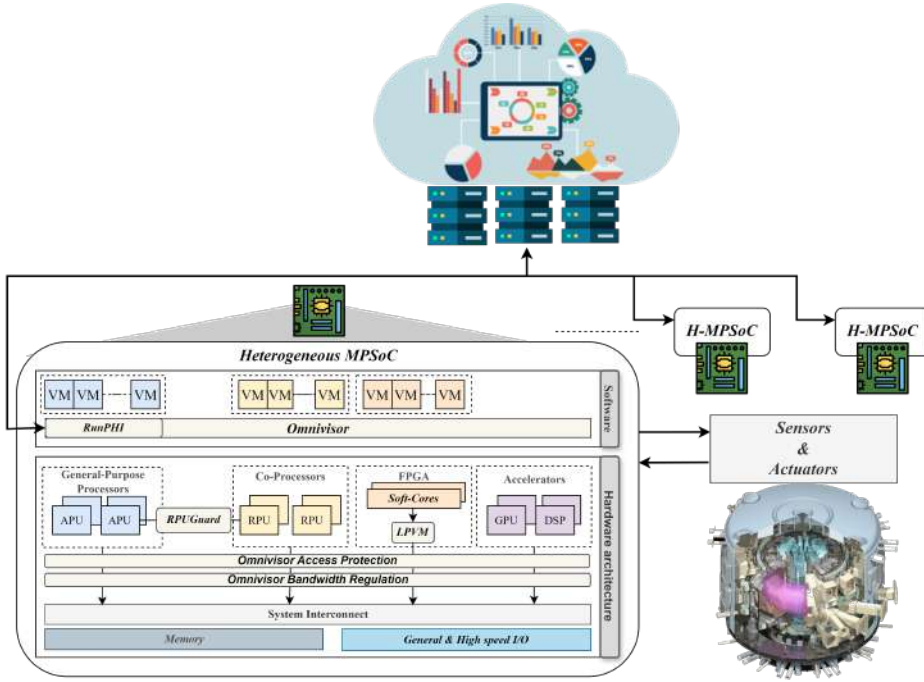 H-MPSoC
H-MPSoC
Heterogeneous MPSoC
VM VM VM
VM VM VM
VM VM VM
RunPHI
Omnivisor
Software
Sensors
&
Actuators
General-Purpose
Processors
APU APU
RPUGuard
Co-Processors
RPU RPU
FPGA
Soft-Cores
LPVM
Accelerators
GPU DSP
Omnivisor Access Protection
Omnivisor Bandwidth Regulation
System Interconnect
Memory
General & High speed I/O
Hardware architecture